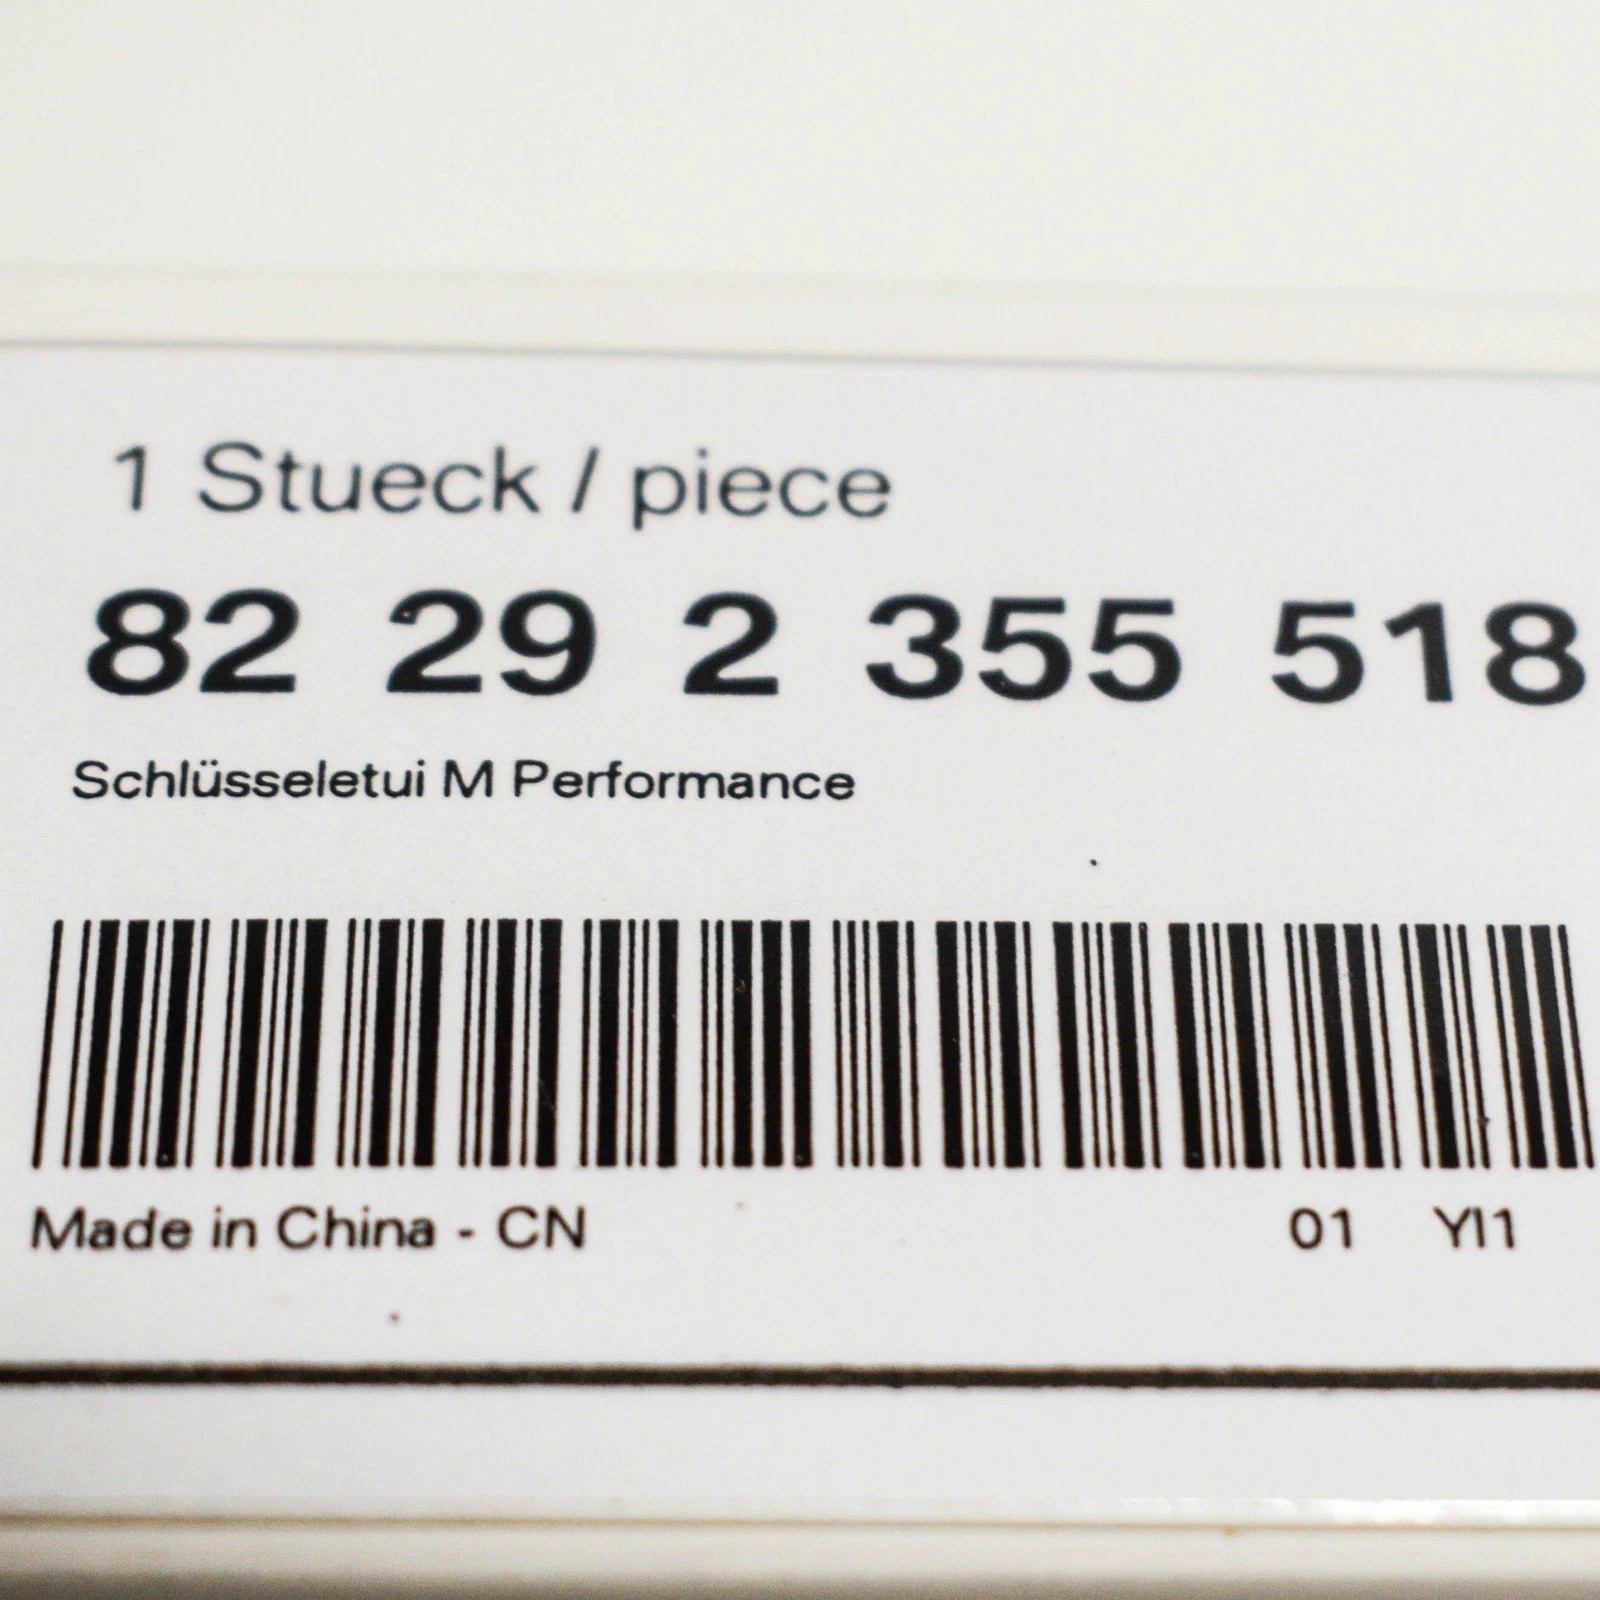 1 Stueck / piece
82 29 2 355 518
Schlüsseletui M Performance
Made in China - CN 01 YI1